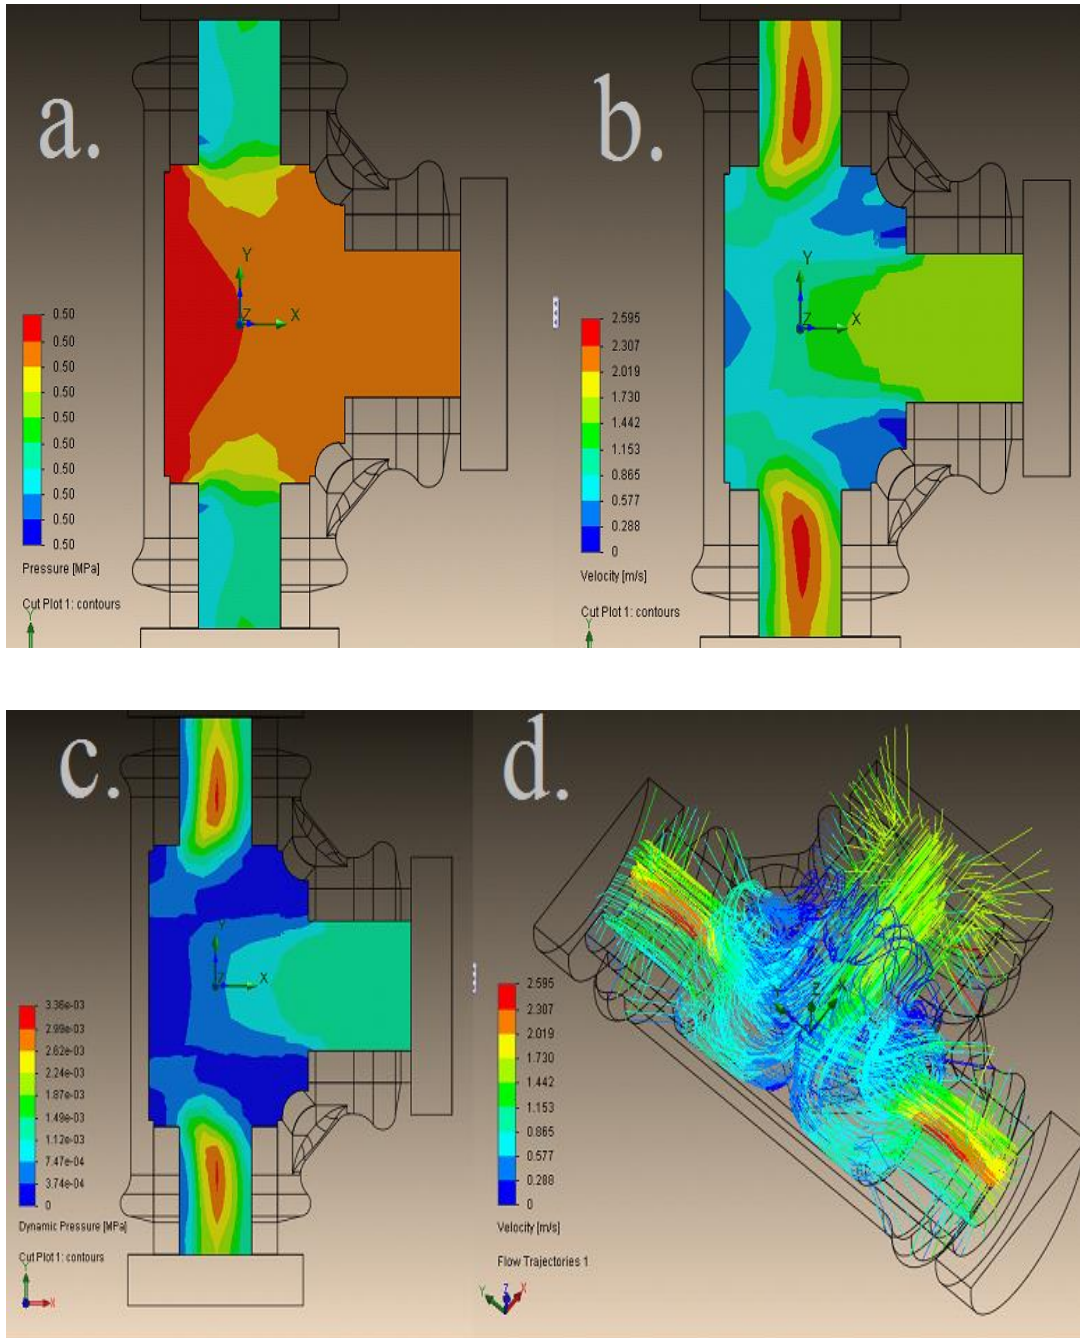 a.
Y
Z
X
0.50
0.50
0.50
0.50
0.50
0.50
0.50
0.50
0.50
0.50
Pressure [MPa]
Cut Plot 1: contours
Y
b.
Y
Z
X
2.595
2.307
2.019
1.730
1.442
1.153
0.865
0.577
0.288
0
Velocity [m/s]
Cut Plot 1: contours
Y
c.
Y
Z
X
3.36e-03
2.99e-03
2.62e-03
2.24e-03
1.87e-03
1.49e-03
1.12e-03
7.47e-04
3.74e-04
0
Dynamic Pressure [MPa]
Cut Plot 1: contours
Y
X
d.
Z
2.595
2.307
2.019
1.730
1.442
1.153
0.865
0.577
0.288
0
Velocity [m/s]
Flow Trajectories 1
Y
Z
X